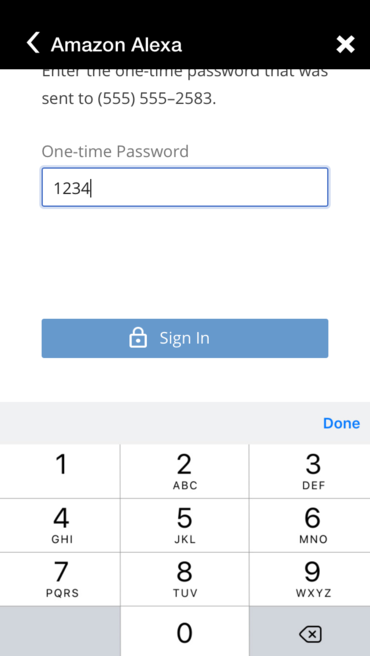 Amazon Alexa
Enter the one-time password that was
sent to (555) 555–2583.
One-time Password
1234
Sign In
Done
1
2
3
ABC
DEF
4
5
6
GHI
JKL
MNO
7
8
9
PQRS
TUV
WXYZ
0